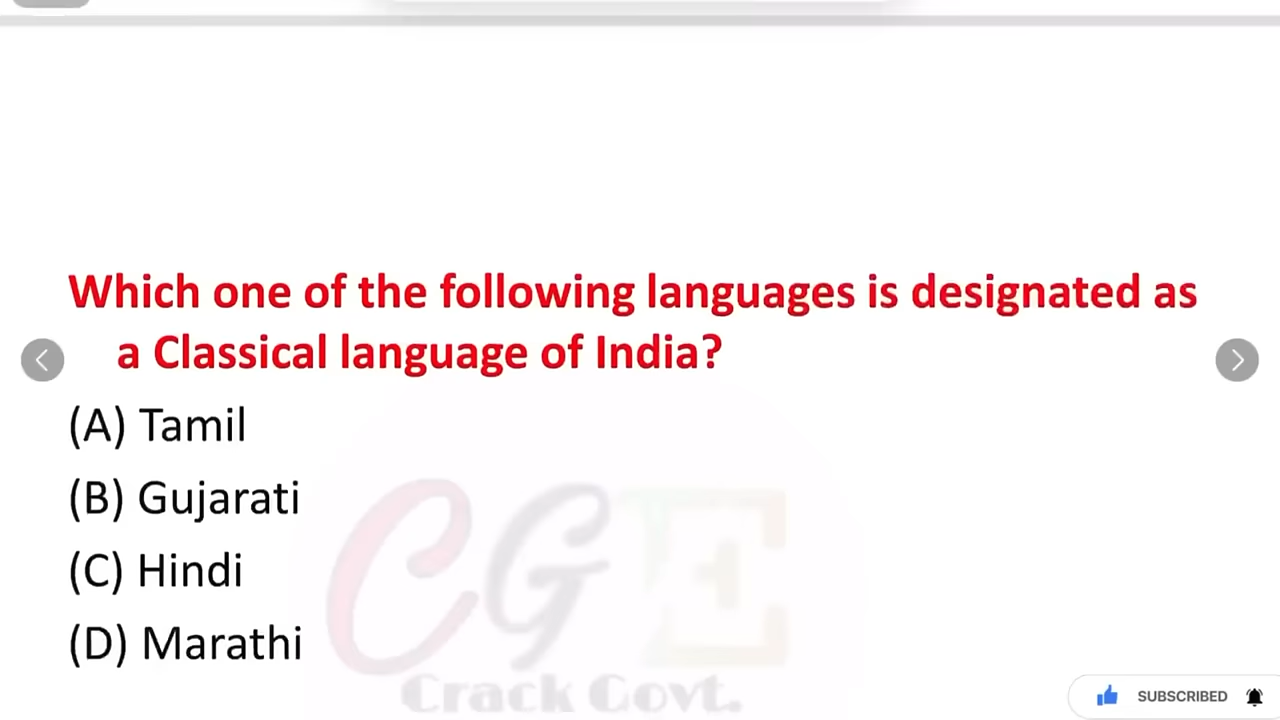 Which one of the following languages is designated as
a Classical language of India?
(A) Tamil
(B) Gujarati
(C) Hindi
(D) Marathi
CGE
Crack Govt.
SUBSCRIBED